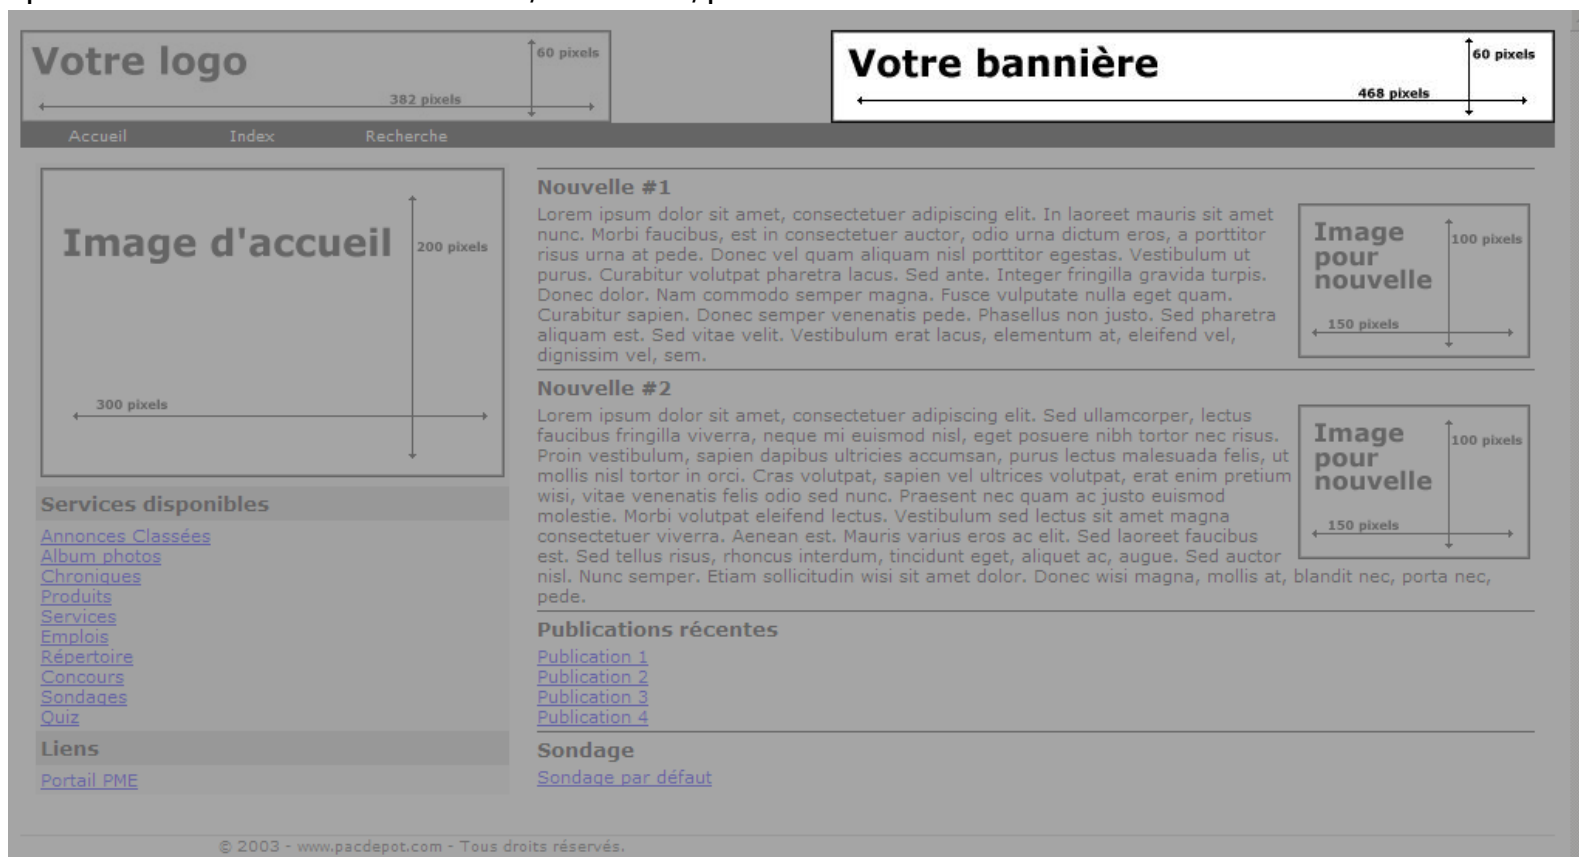 Votre logo
60 pixels
382 pixels
Votre bannière
60 pixels
468 pixels
Accueil Index Recherche
Image d'accueil
200 pixels
300 pixels
Services disponibles
Annonces Classées
Album photos
Chroniques
Produits
Services
Emplois
Répertoire
Concours
Sondages
Quiz
Liens
Portail PME
Nouvelle #1
Lorem ipsum dolor sit amet, consectetuer adipiscing elit. In laoreet mauris sit amet
nunc. Morbi faucibus, est in consectetuer auctor, odio urna dictum eros, a porttitor
risus urna at pede. Donec vel quam aliquam nisl porttitor egestas. Vestibulum ut
purus. Curabitur volutpat pharetra lacus. Sed ante. Integer fringilla gravida turpis.
Donec dolor. Nam commodo semper magna. Fusce vulputate nulla eget quam.
Curabitur sapien. Donec semper venenatis pede. Phasellus non justo. Sed pharetra
aliquam est. Sed vitae velit. Vestibulum erat lacus, elementum at, eleifend vel,
dignissim vel, sem.
Image
pour
nouvelle
100 pixels
150 pixels
Nouvelle #2
Lorem ipsum dolor sit amet, consectetuer adipiscing elit. Sed ullamcorper, lectus
faucibus fringilla viverra, neque mi euismod nisl, eget posuere nibh tortor nec risus.
Proin vestibulum, sapien dapibus ultricies accumsan, purus lectus malesuada felis, ut
mollis nisl tortor in orci. Cras volutpat, sapien vel ultrices volutpat, erat enim pretium
wisi, vitae venenatis felis odio sed nunc. Praesent nec quam ac justo euismod
molestie. Morbi volutpat eleifend lectus. Vestibulum sed lectus sit amet magna
consectetuer viverra. Aenean est. Mauris varius eros ac elit. Sed laoreet faucibus
est. Sed tellus risus, rhoncus interdum, tincidunt eget, aliquet ac, augue. Sed auctor
nisl. Nunc semper. Etiam sollicitudin wisi sit amet dolor. Donec wisi magna, mollis at, blandit nec, porta nec,
pede.
Image
pour
nouvelle
100 pixels
150 pixels
Publications récentes
Publication 1
Publication 2
Publication 3
Publication 4
Sondage
Sondage par défaut
© 2003 - www.pacdepot.com - Tous droits réservés.